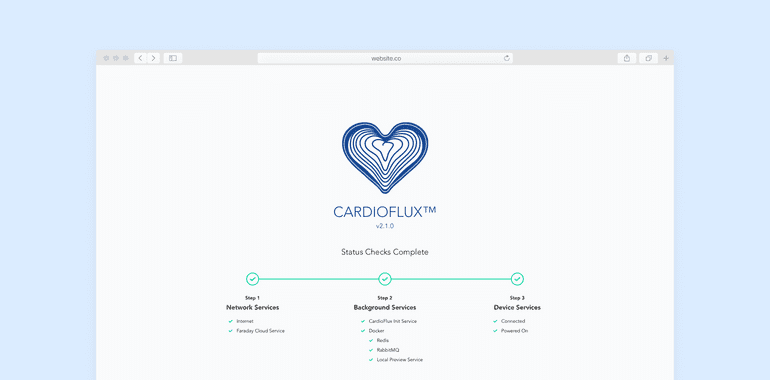 website.co
CARDIOFLUX™
v2.1.0
Status Checks Complete
Step 1
Network Services
Internet
Faraday Cloud Service
Step 2
Background Services
CardioFlux Init Service
Docker
Redis
RabbitMQ
Local Preview Service
Step 3
Device Services
Connected
Powered On